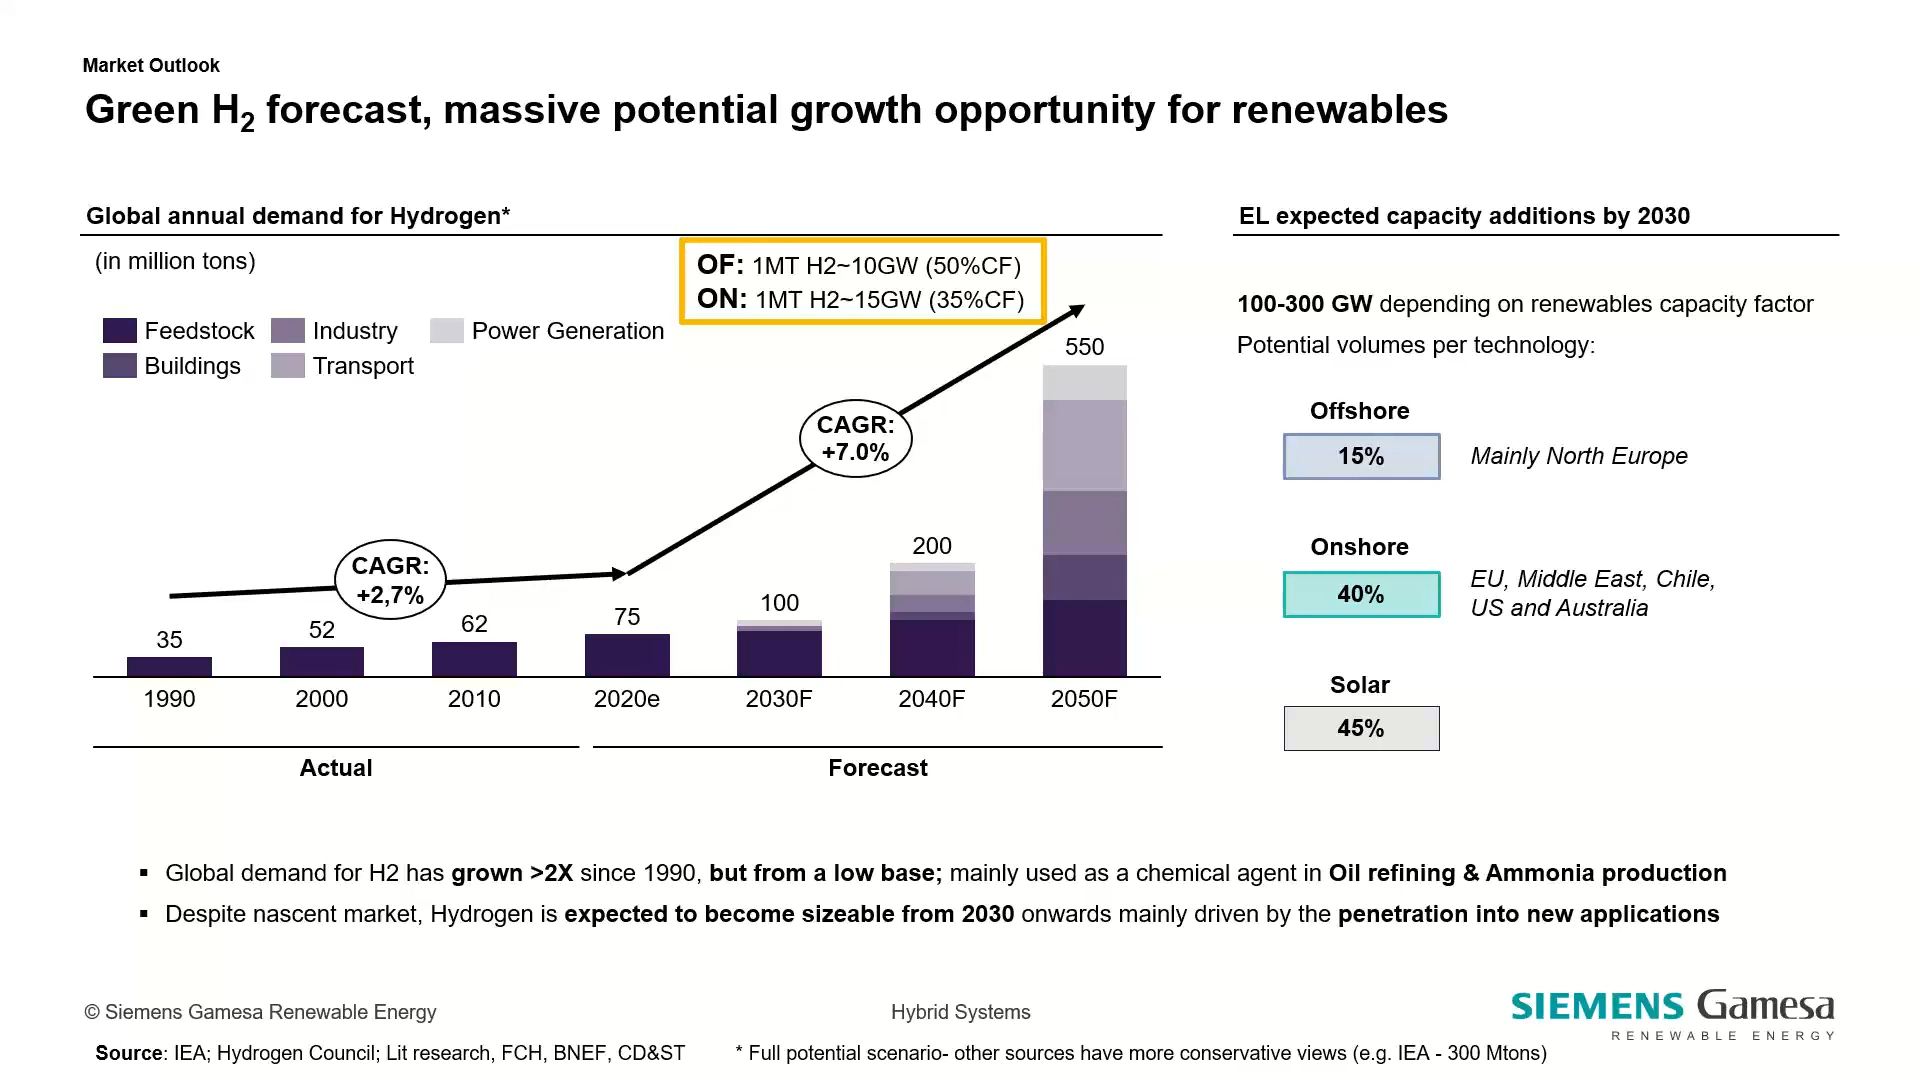 Market Outlook
Green H2 forecast, massive potential growth opportunity for renewables
Global annual demand for Hydrogen*
(in million tons)
OF: 1MT H2~10GW (50%CF)
ON: 1MT H2~15GW (35%CF)
Feedstock Industry Power Generation
Buildings Transport
550
CAGR:
+7.0%
200
CAGR:
+2,7%
35 52 62 75 100
1990 2000 2010 2020e 2030F 2040F 2050F
Actual Forecast
EL expected capacity additions by 2030
100-300 GW depending on renewables capacity factor
Potential volumes per technology:
Offshore
15% Mainly North Europe
Onshore
40% EU, Middle East, Chile,
US and Australia
Solar
45%
▪ Global demand for H2 has grown >2X since 1990, but from a low base; mainly used as a chemical agent in Oil refining & Ammonia production
▪ Despite nascent market, Hydrogen is expected to become sizeable from 2030 onwards mainly driven by the penetration into new applications
© Siemens Gamesa Renewable Energy Hybrid Systems
SIEMENS Gamesa
RENEWABLE ENERGY
Source: IEA; Hydrogen Council; Lit research, FCH, BNEF, CD&ST * Full potential scenario- other sources have more conservative views (e.g. IEA - 300 Mtons)